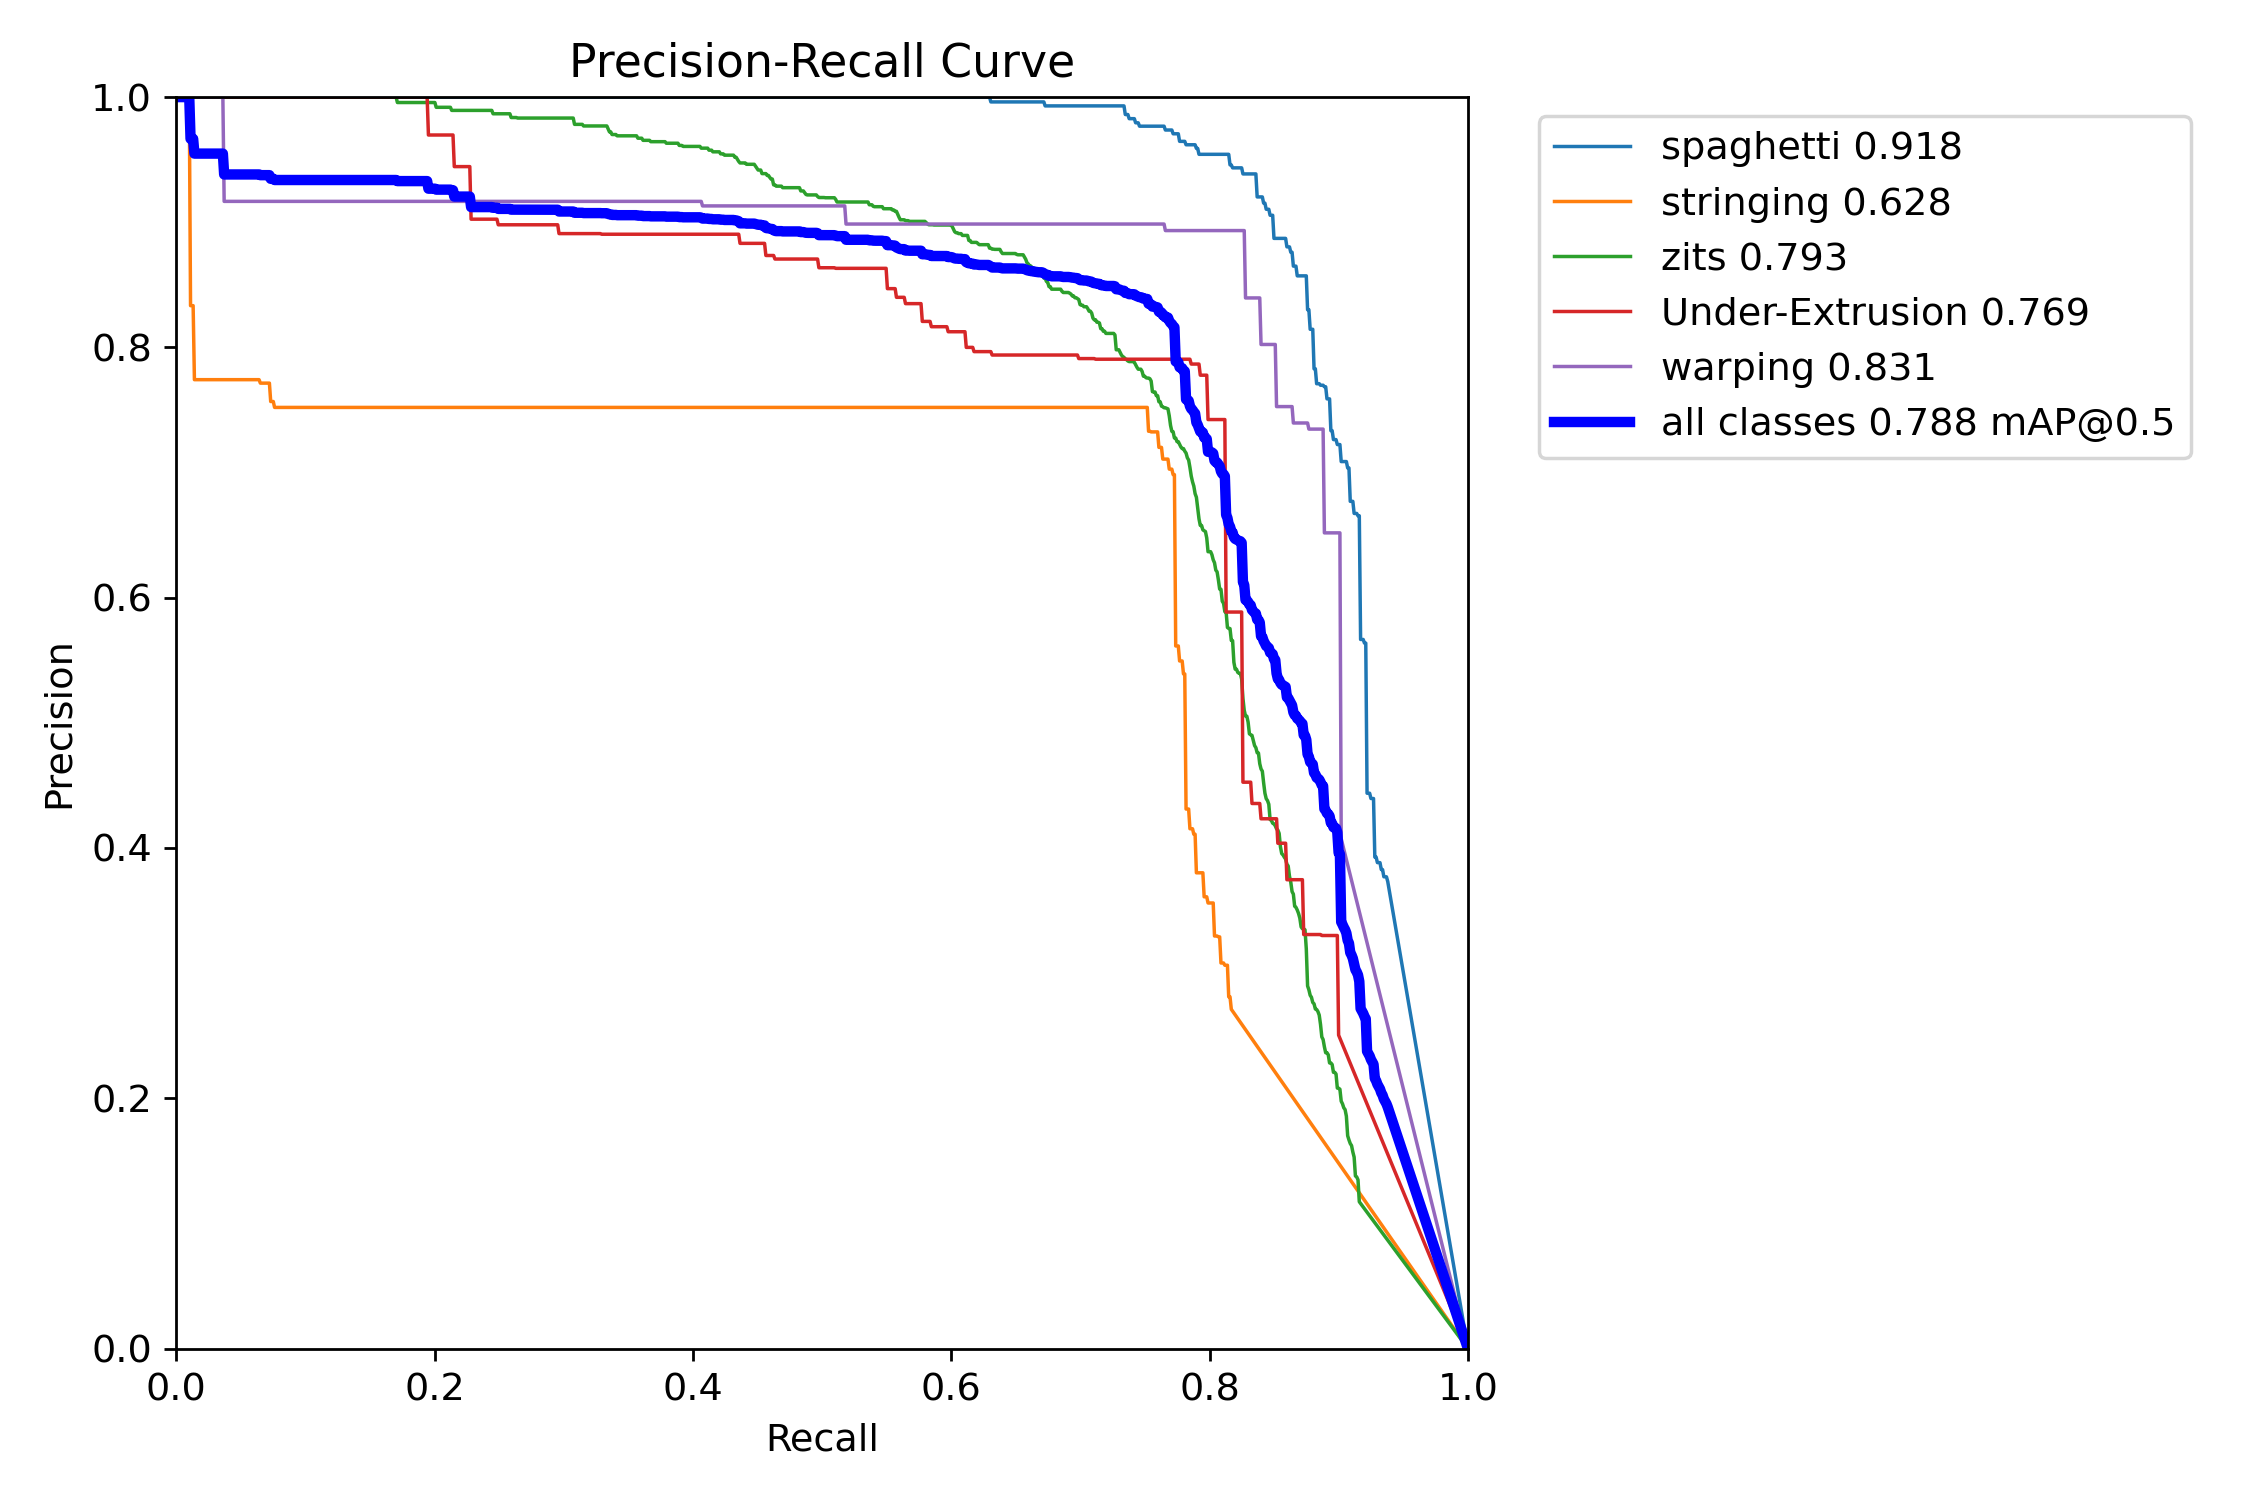 Precision-Recall Curve
1.0
0.8
0.6
0.4
0.2
0.0
Precision
0.0 0.2 0.4 0.6 0.8 1.0
Recall
spaghetti 0.918
stringing 0.628
zits 0.793
Under-Extrusion 0.769
warping 0.831
all classes 0.788 mAP@0.5